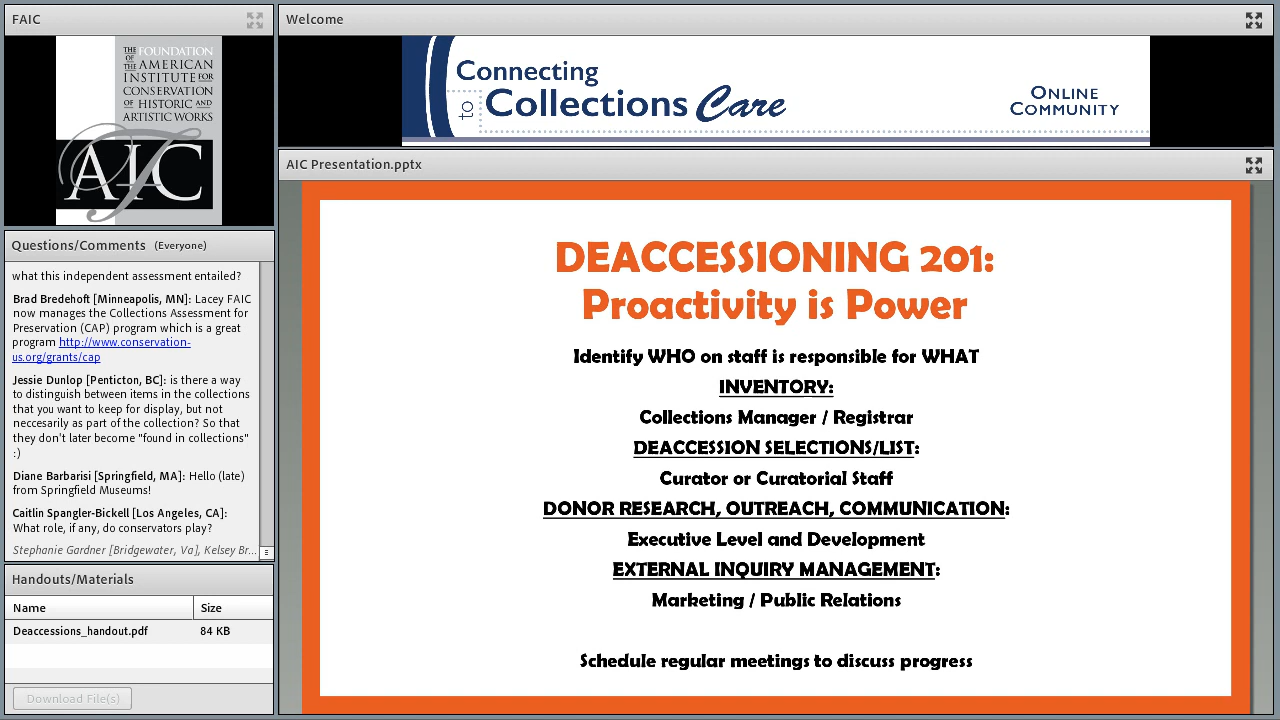 FAIC
THE FOUNDATION
OF THE AMERICAN
INSTITUTE FOR
CONSERVATION
OF HISTORIC AND
ARTISTIC WORKS
AIC
Questions/Comments (Everyone)
what this independent assessment entailed?
Brad Bredehoft [Minneapolis, MN]: Lacey FAIC
now manages the Collections Assessment for
Preservation (CAP) program which is a great
program http://www.conservation-
us.org/grants/cap
Jessie Dunlop [Penticton, BC]: is there a way
to distinguish between items in the collections
that you want to keep for display, but not
neccesarily as part of the collection? So that
they don't later become "found in collections"
:)
Diane Barbarisi [Springfield, MA]: Hello (late)
from Springfield Museums!
Caitlin Spangler-Bickell [Los Angeles, CA]:
What role, if any, do conservators play?
Stephanie Gardner [Bridgewater, Va], Kelsey Br...
Handouts/Materials
Name Size
Deaccessions_handout.pdf 84 KB
Download File(s)
Welcome
Connecting
to Collections Care
ONLINE
COMMUNITY
AIC Presentation.pptx
DEACCESSIONING 201:
Proactivity is Power
Identify WHO on staff is responsible for WHAT
INVENTORY:
Collections Manager / Registrar
DEACCESSION SELECTIONS/LIST:
Curator or Curatorial Staff
DONOR RESEARCH, OUTREACH, COMMUNICATION:
Executive Level and Development
EXTERNAL INQUIRY MANAGEMENT:
Marketing / Public Relations
Schedule regular meetings to discuss progress